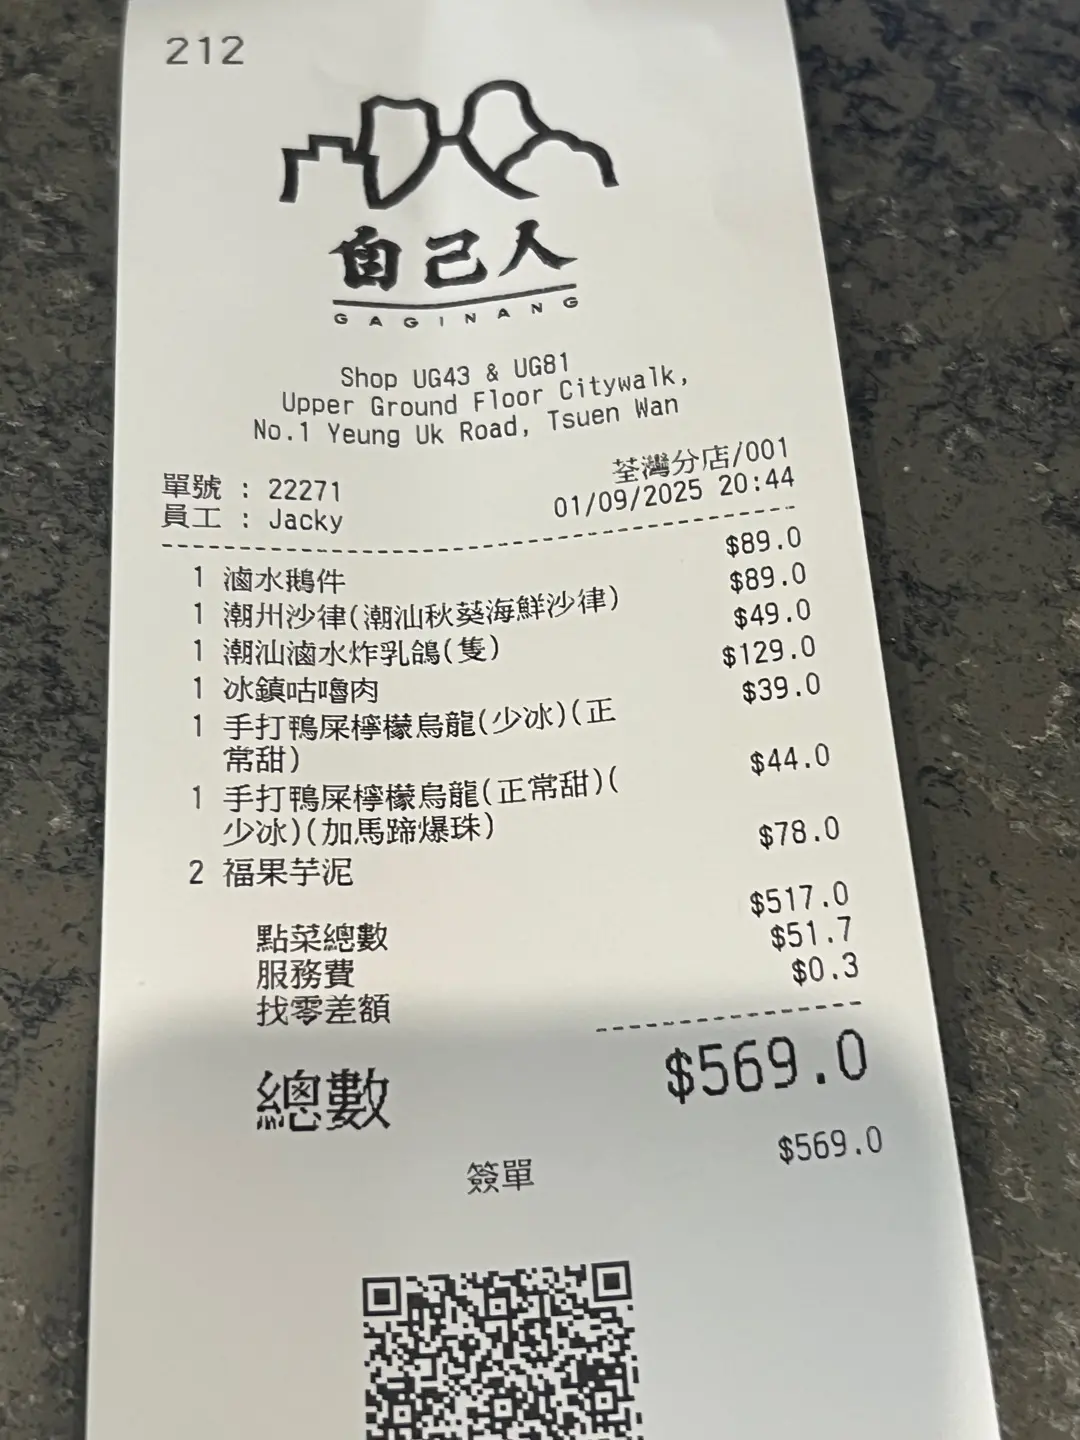 212
自己人
GAGINANG
Shop UG43 & UG81
Upper Ground Floor Citywalk,
No.1 Yeung Uk Road, Tsuen Wan
荃灣分店/001
單號 : 22271
01/09/2025 20:44
員工 : Jacky
1 滷水鵝件 $89.0
1 潮州沙律(潮汕秋葵海鮮沙律) $89.0
1 潮汕滷水炸乳鴿(隻) $49.0
1 冰鎮咕嚕肉 $129.0
1 手打鴨屎檸檬烏龍(少冰)(正 $39.0
常甜)
1 手打鴨屎檸檬烏龍(正常甜)( $44.0
少冰)(加馬蹄爆珠)
2 福果芋泥 $78.0
點菜總數 $517.0
服務費 $51.7
找零差額 $0.3
總數 $569.0
簽單 $569.0